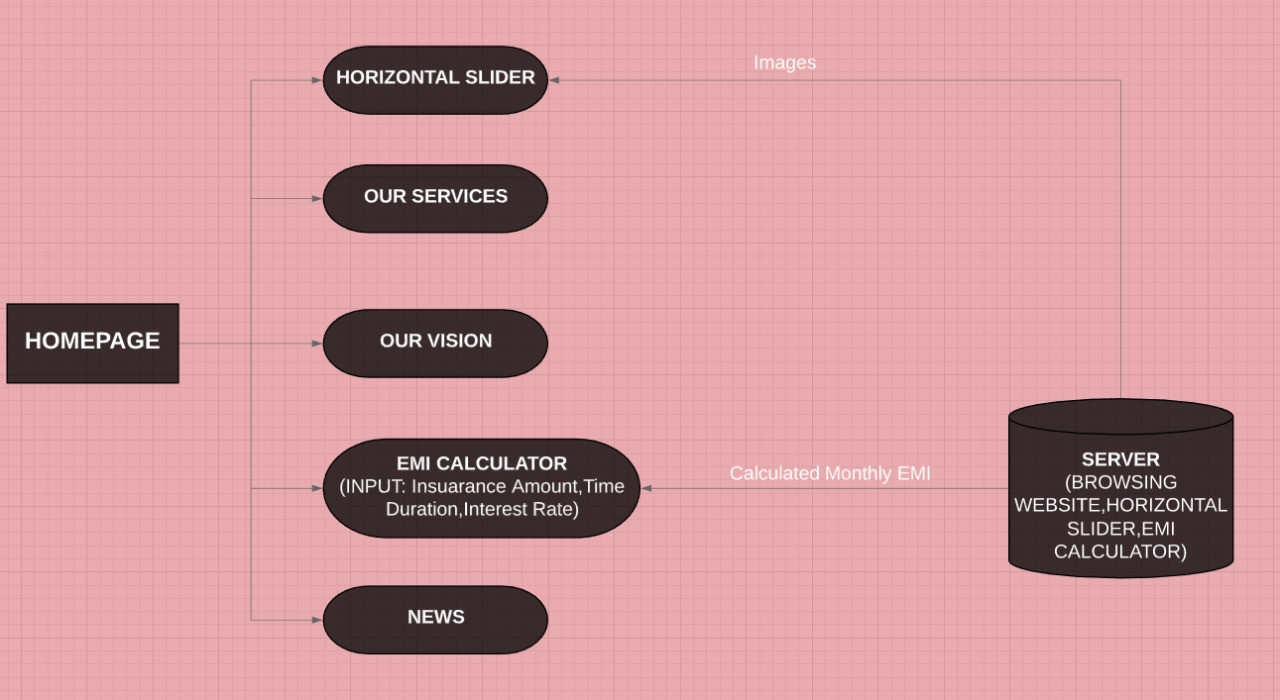 Images
HORIZONTAL SLIDER
OUR SERVICES
HOMEPAGE
OUR VISION
EMI CALCULATOR
(INPUT: Insuarance Amount,Time
Duration,Interest Rate)
Calculated Monthly EMI
SERVER
(BROWSING
WEBSITE,HORIZONTAL
SLIDER,EMI
CALCULATOR)
NEWS